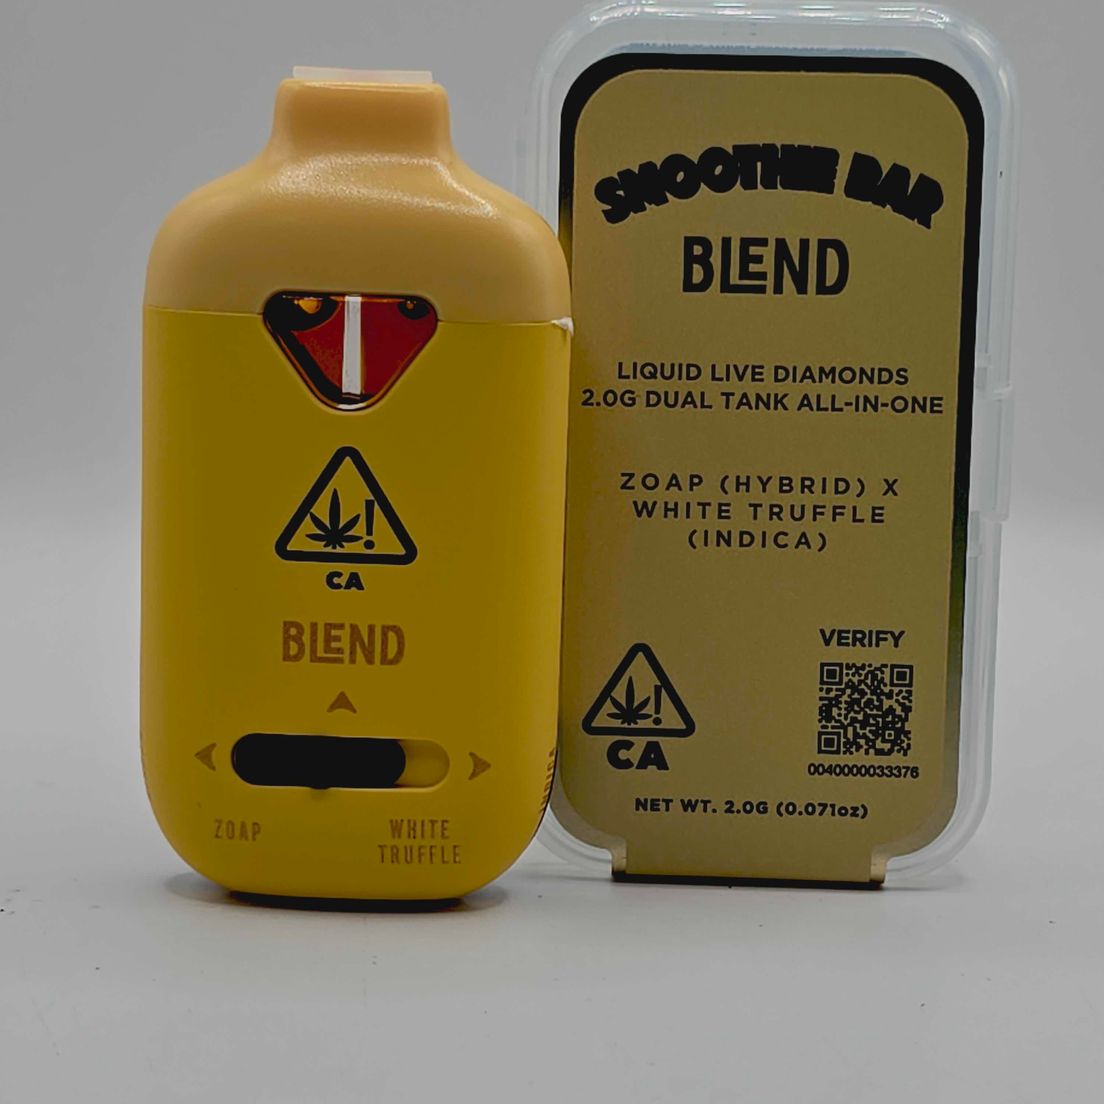 CA
BLEND
ZOAP
WHITE
TRUFFLE
SMOOTHIE BAR
BLEND
LIQUID LIVE DIAMONDS
2.0G DUAL TANK ALL-IN-ONE
ZOAP (HYBRID) X
WHITE TRUFFLE
(INDICA)
VERIFY
CA
0040000033376
NET WT. 2.0G (0.071oz)